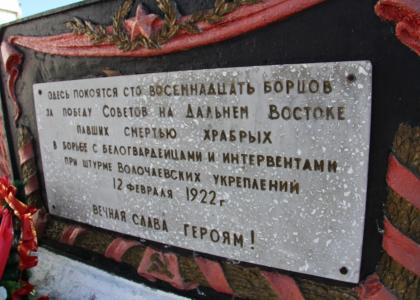 ЗДЕСЬ ПОКОЯТСЯ СТО ВОСЕМНАДЦАТЬ БОРЦОВ
ЗА ПОБЕДУ СОВЕТОВ НА ДАЛЬНЕМ ВОСТОКЕ
ПАВШИХ СМЕРТЬЮ ХРАБРЫХ
В БОРЬБЕ С БЕЛОГВАРДЕЙЦАМИ И ИНТЕРВЕНТАМИ
ПРИ ШТУРМЕ ВОЛОЧАЕВСКИХ УКРЕПЛЕНИЙ
12 ФЕВРАЛЯ 1922 г
ВЕЧНАЯ СЛАВА ГЕРОЯМ!